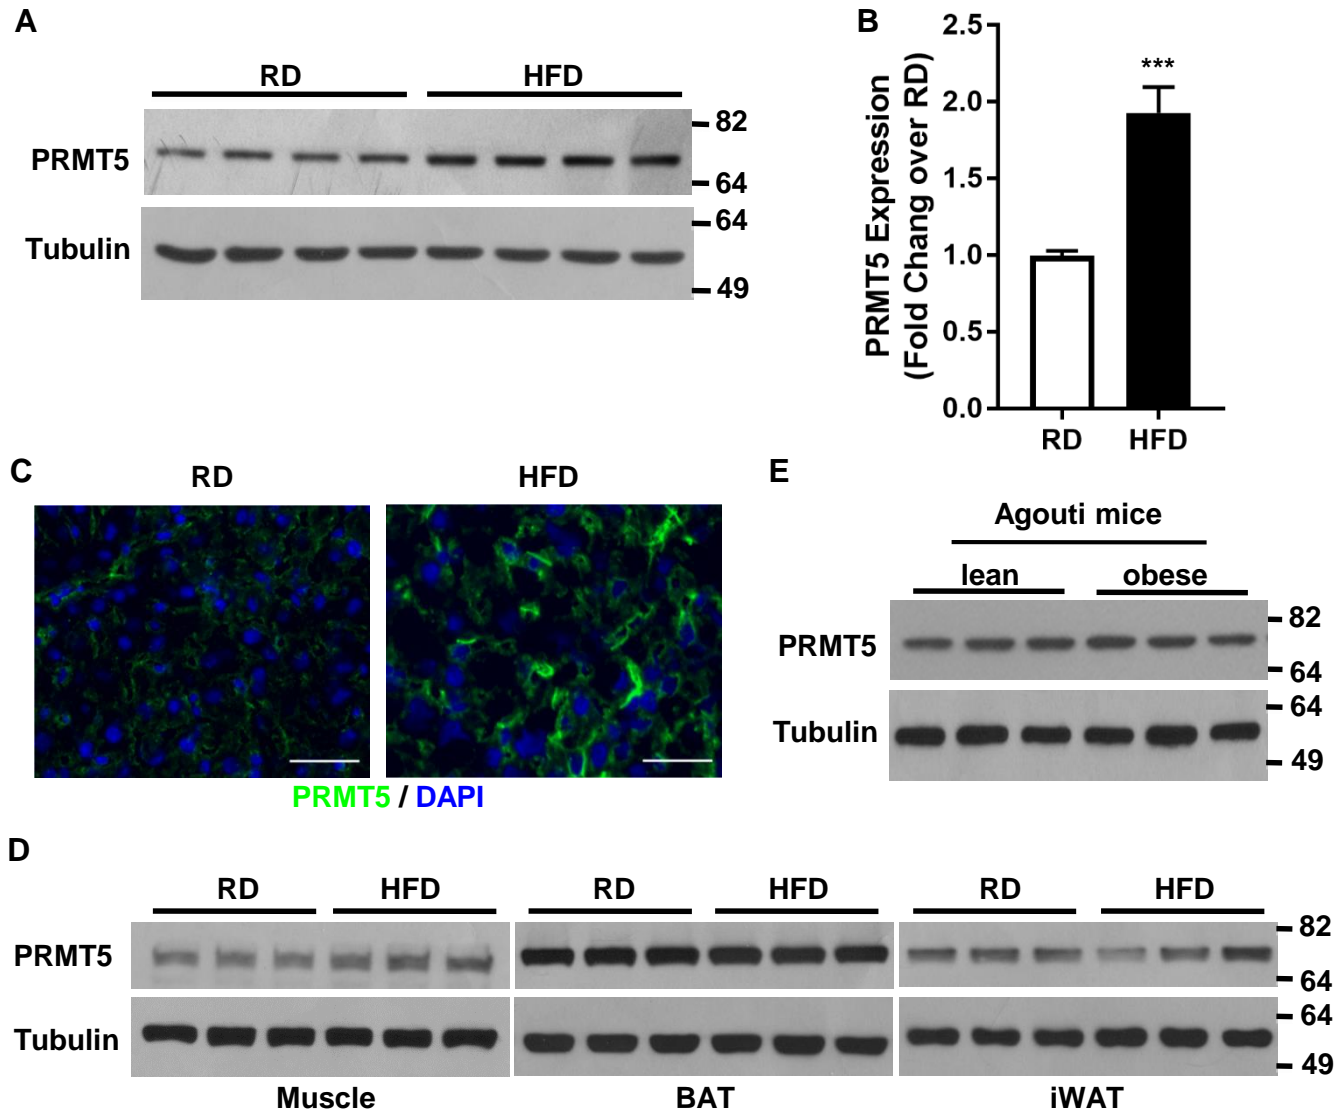 A
RD HFD
PRMT5
82
64
Tubulin
64
49
B
PRMT5 Expression
(Fold Chang over RD)
2.5
2.0
1.5
1.0
0.5
0.0
***
RD HFD
C
RD HFD
PRMT5 / DAPI
E
Agouti mice
lean obese
PRMT5
82
64
Tubulin
64
49
D
RD HFD RD HFD RD HFD
PRMT5
82
64
Tubulin
64
49
Muscle BAT iWAT